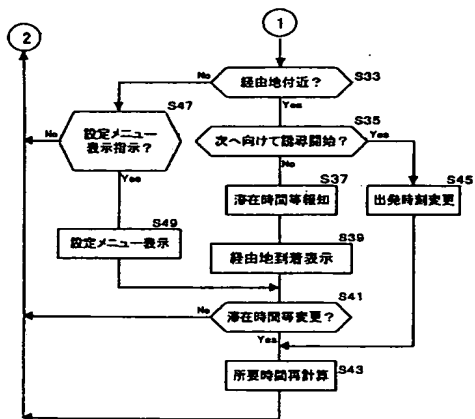 2
1
No
経由地付近?
S33
Yes
S47
S35
No
設定メニュー
表示指示?
次へ向けて誘導開始?
Yes
Yes
No
S37
S45
滞在時間等報知
出発時刻変更
S49
設定メニュー表示
S39
経由地到着表示
S41
No
滞在時間等変更?
Yes
S43
所要時間再計算